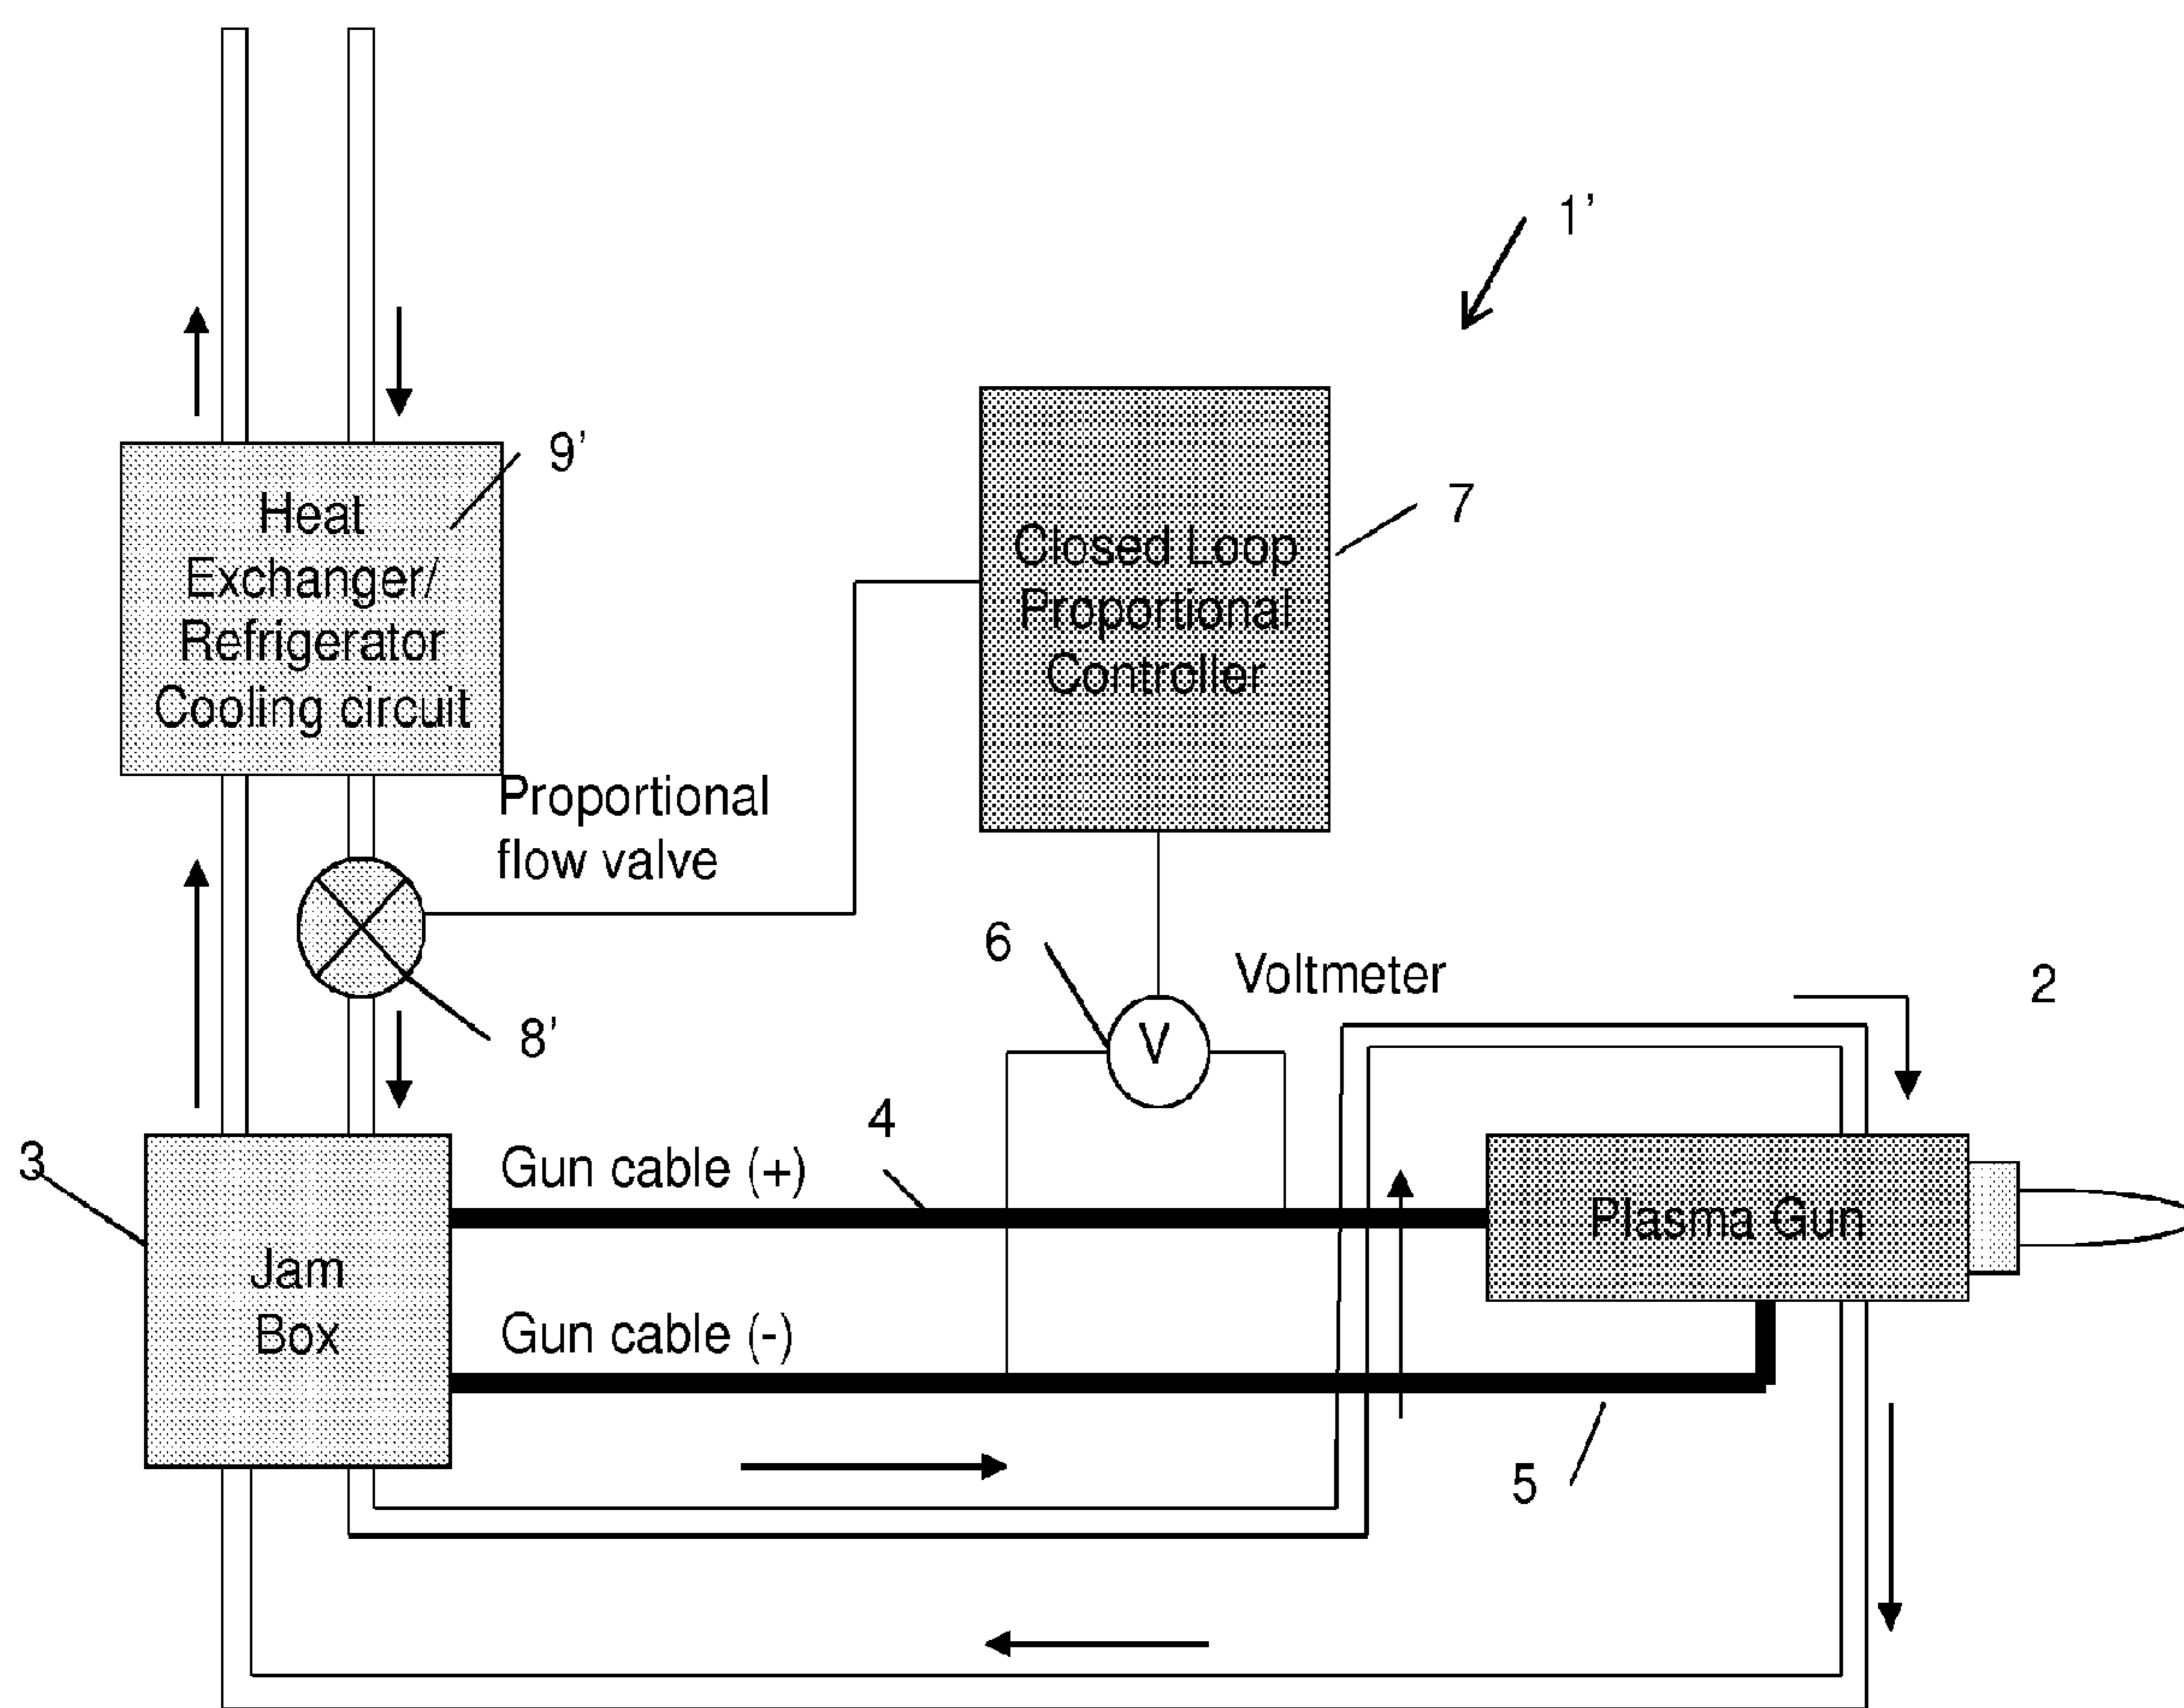 1’
9’
Heat
Exchanger/
Refrigerator
Cooling circuit
7
Closed Loop
Proportional
Controller
Proportional
flow valve
8’
6
Voltmeter
V
2
3
4
Gun cable (+)
Plasma Gun
Jam
Box
Gun cable (-)
5